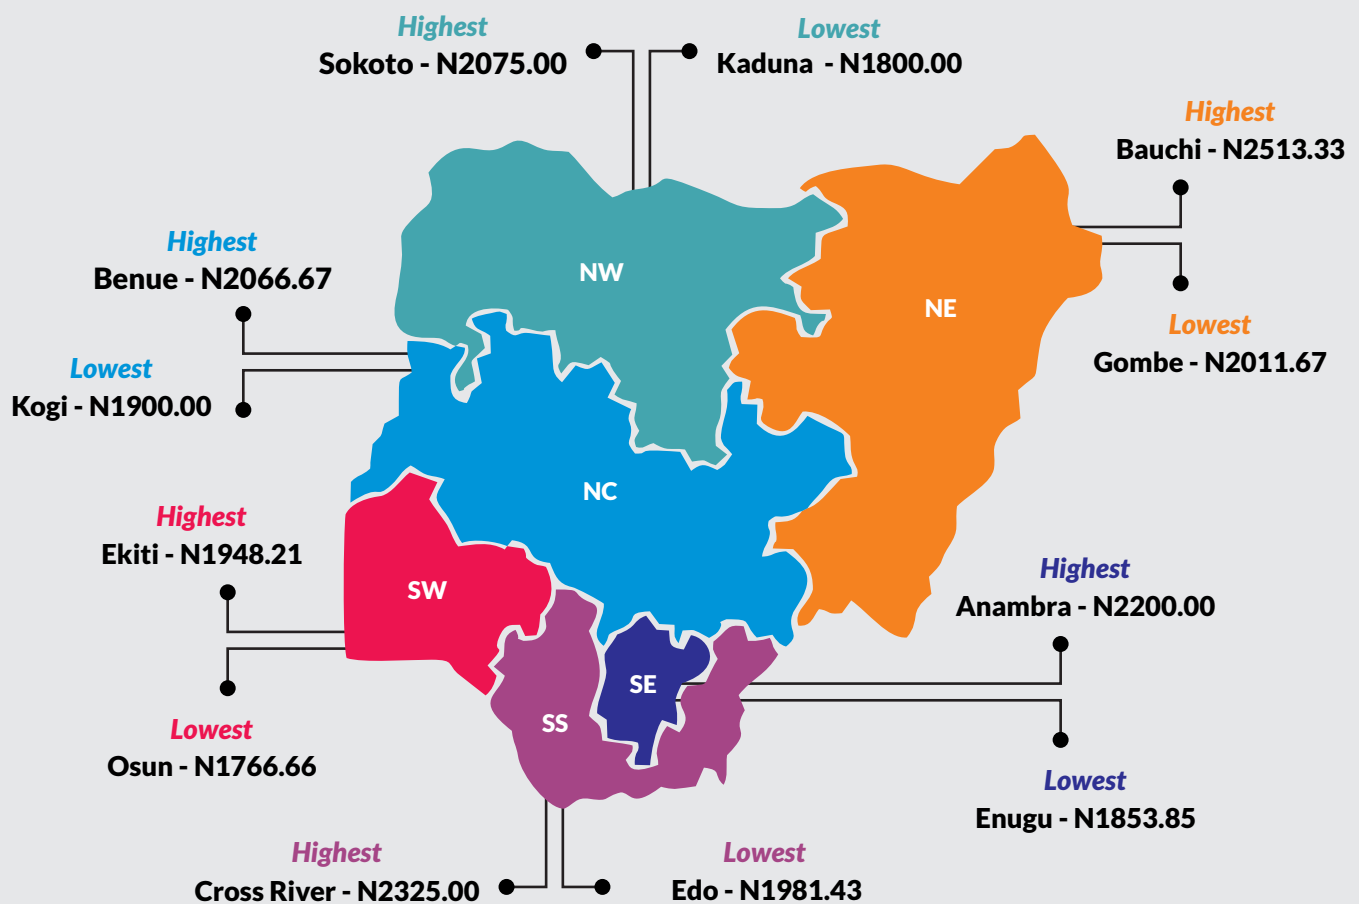 Highest
Sokoto - N2075.00
Lowest
Kaduna - N1800.00
Highest
Bauchi - N2513.33
Highest
Benue - N2066.67
NW
NE
Lowest
Gombe - N2011.67
Lowest
Kogi - N1900.00
NC
Highest
Ekiti - N1948.21
SW
Highest
Anambra - N2200.00
SE
SS
Lowest
Osun - N1766.66
Lowest
Enugu - N1853.85
Highest
Cross River - N2325.00
Lowest
Edo - N1981.43